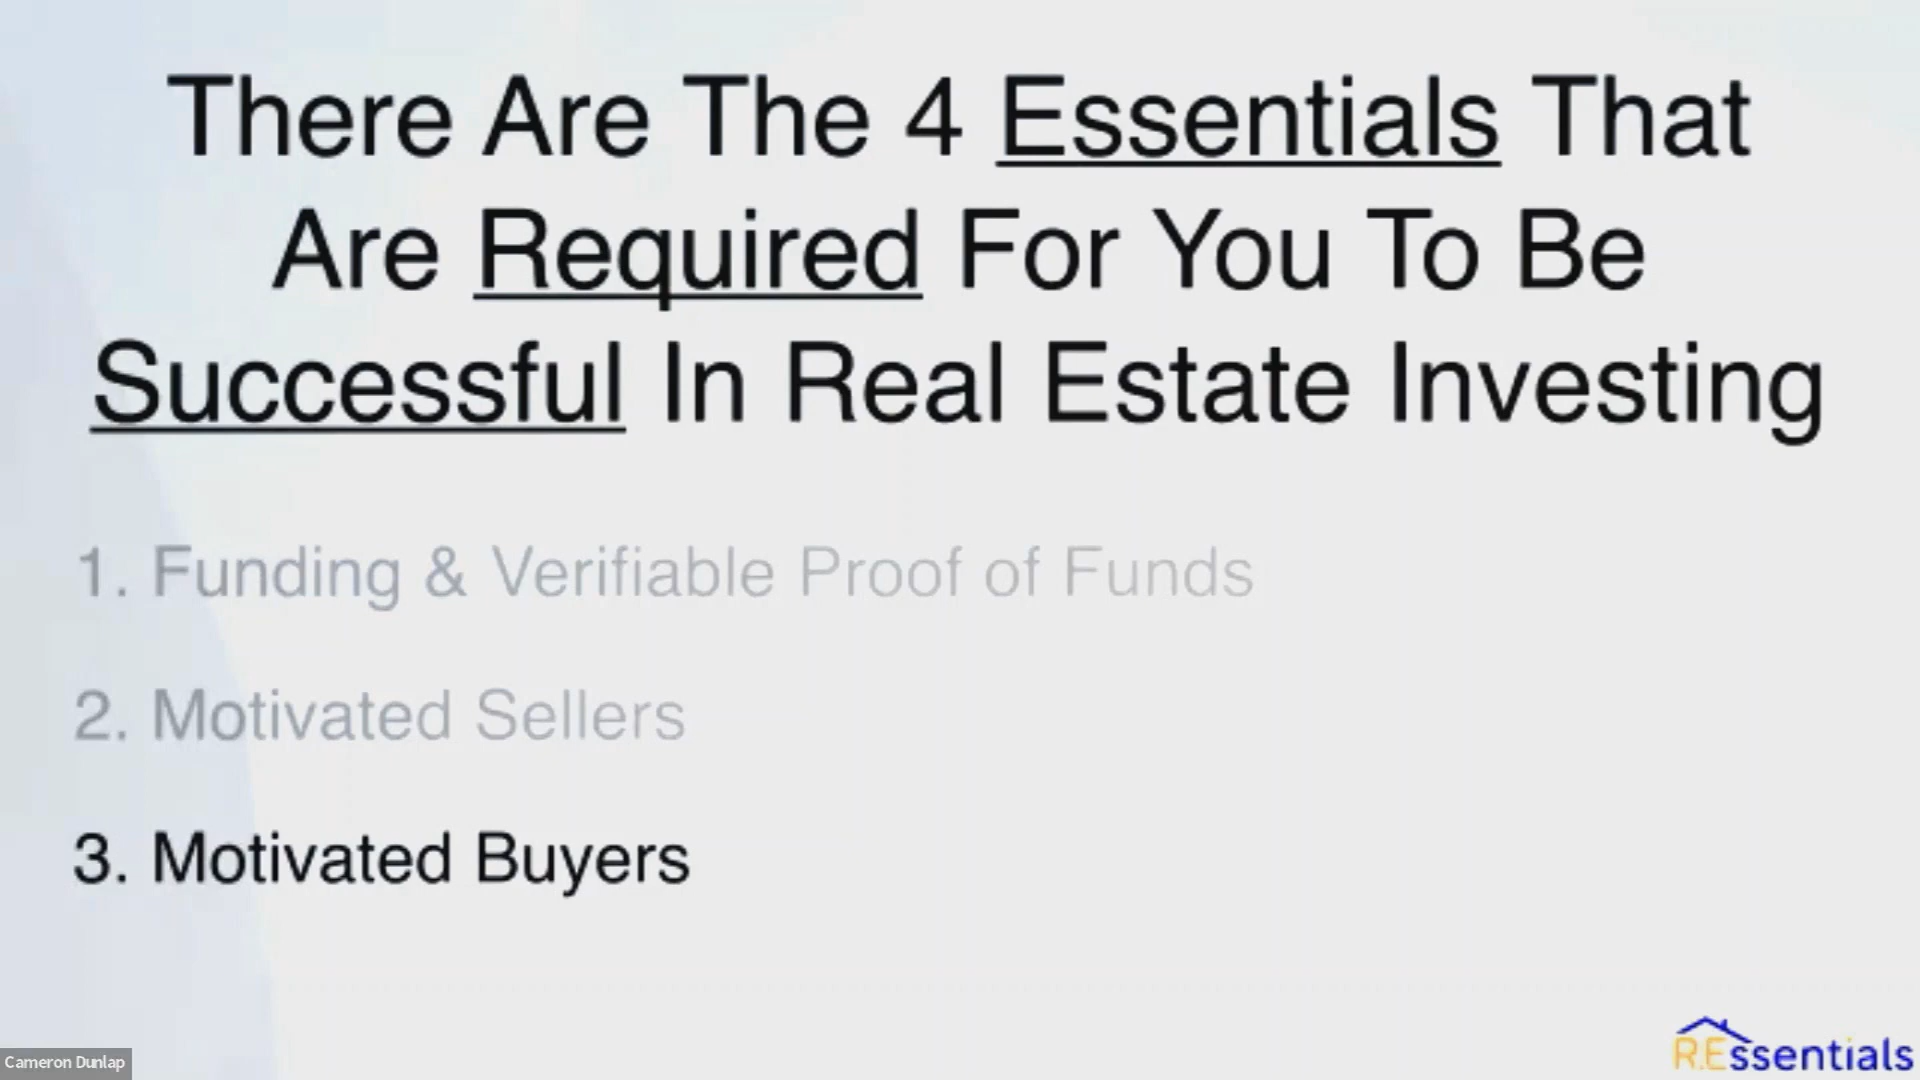 There Are The 4 Essentials That
Are Required For You To Be
Successful In Real Estate Investing
1. Funding & Verifiable Proof of Funds
2. Motivated Sellers
3. Motivated Buyers
Cameron Dunlap
R.Essentials